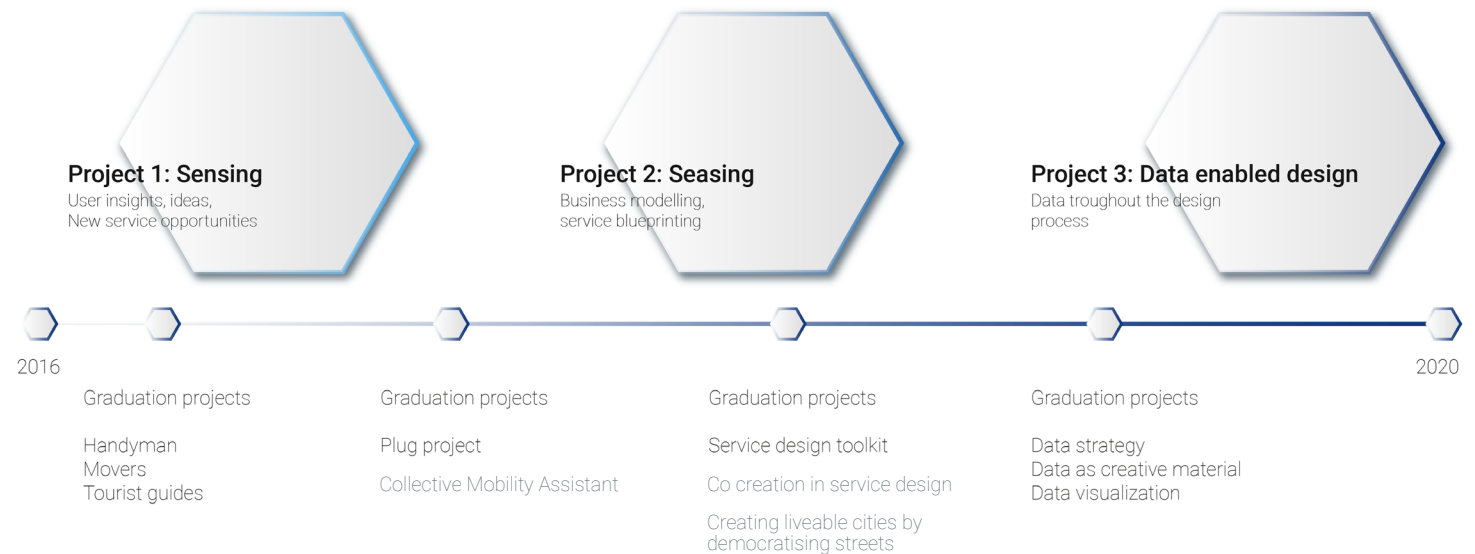 Project 1: Sensing
User insights, ideas,
New service opportunities
Project 2: Seasing
Business modelling,
service blueprinting
Project 3: Data enabled design
Data troughout the design
process
2016
2020
Graduation projects
Handyman
Movers
Tourist guides
Graduation projects
Plug project
Collective Mobility Assistant
Graduation projects
Service design toolkit
Co creation in service design
Creating liveable cities by
democratising streets
Graduation projects
Data strategy
Data as creative material
Data visualization